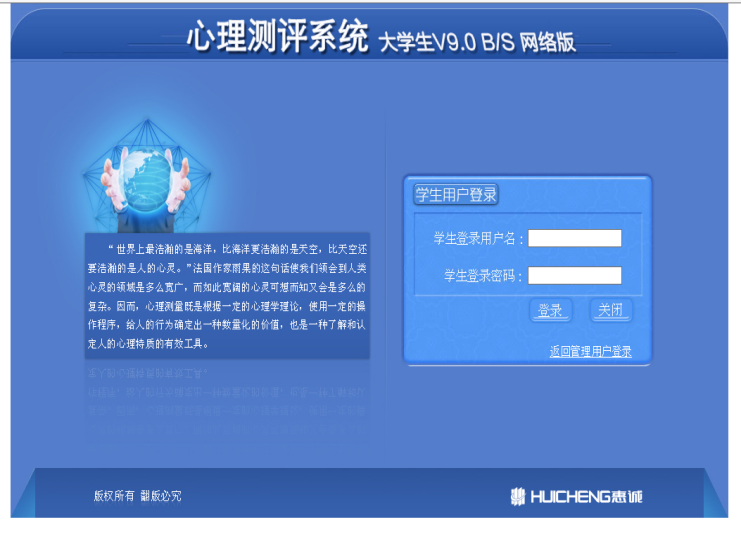 心理测评系统 大学生V9.0 B/S 网络版
学生用户登录
学生登录用户名：
学生登录密码：
登录 关闭
返回管理用户登录
“世界上最浩瀚的是海洋，比海洋更浩瀚的是天空，比天空还
要浩瀚的是人的心灵。”法国作家雨果的这句话使我们领会到人类
心灵的领域是多么宽广，而如此宽阔的心灵可想而知又会是多么的
复杂。因而，心理测量既是根据一定的心理学理论，使用一定的操
作程序，给人的行为确定出一种数量化的价值，也是一种了解和认
定人的心理特质的有效工具。
版权所有 翻版必究
HUICHENG惠诚